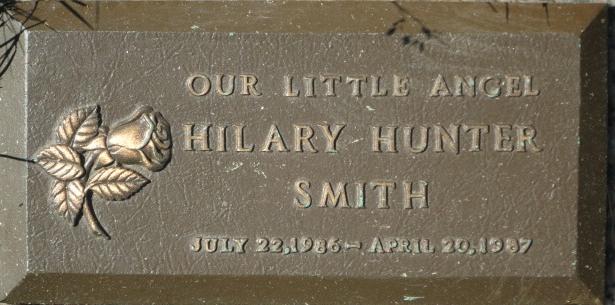 OUR LITTLE ANGEL
HILARY HUNTER
SMITH
JULY 22,1986 - APRIL 20,1987